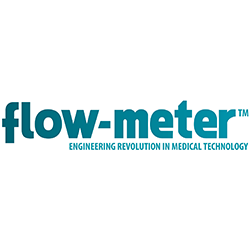 flow-meter™
ENGINEERING REVOLUTION IN MEDICAL TECHNOLOGY